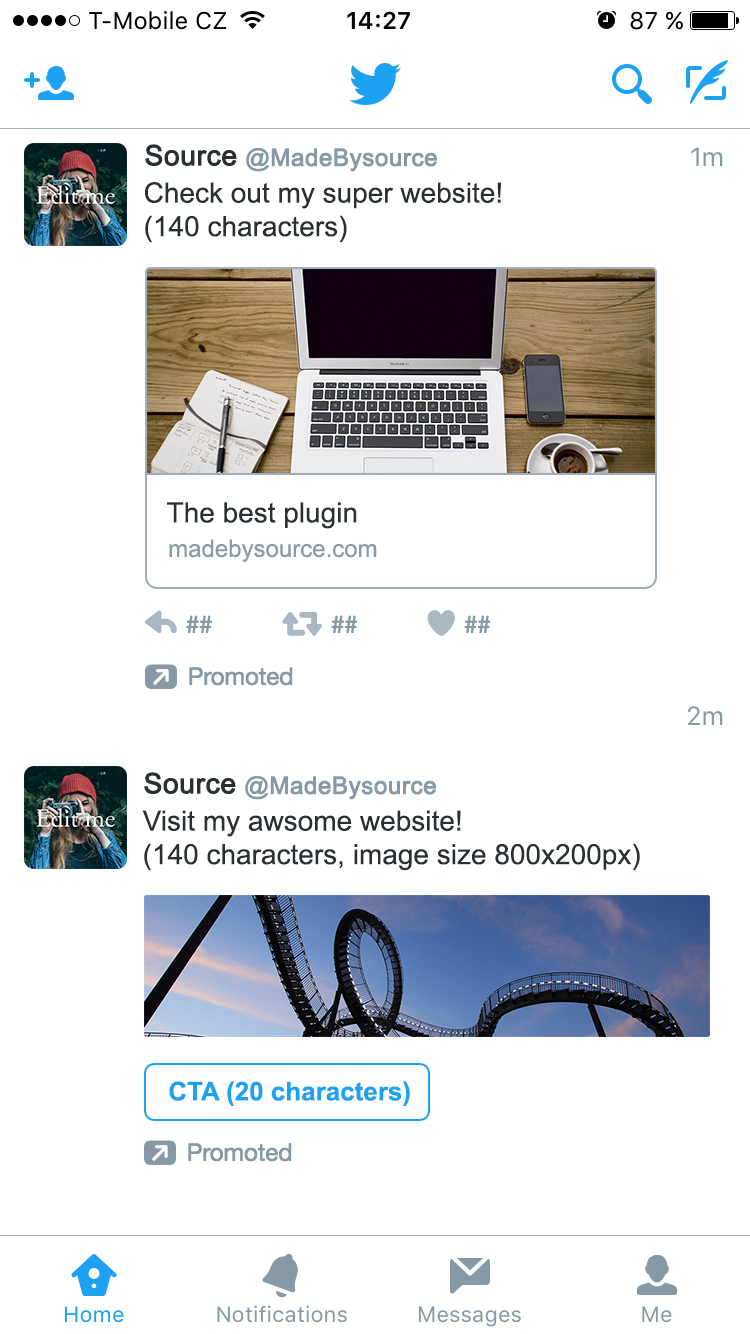 T-Mobile CZ 14:27 87 %
Source @MadeBysource 1m
Edit me
Check out my super website!
(140 characters)
The best plugin
madebysource.com
## ## ##
Promoted
2m
Source @MadeBysource
Edit me
Visit my awsome website!
(140 characters, image size 800x200px)
CTA (20 characters)
Promoted
Home Notifications Messages Me